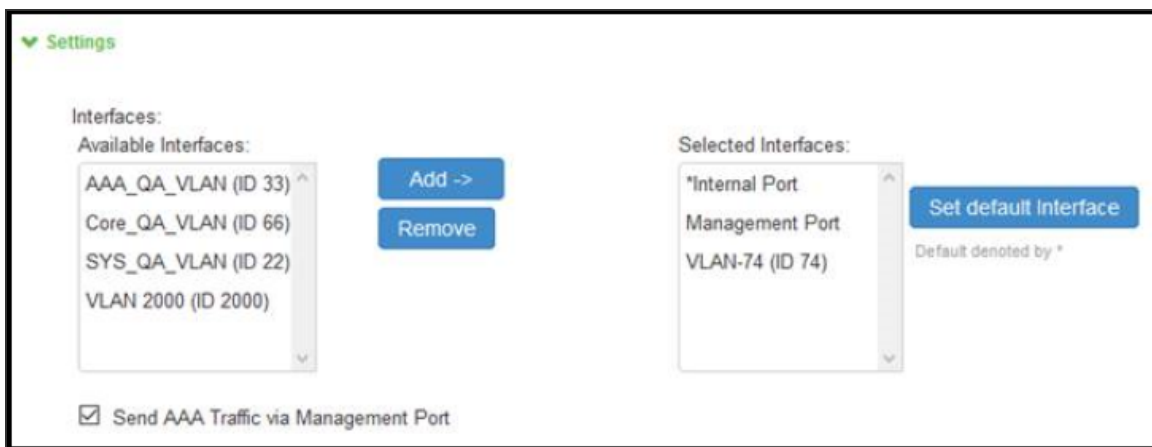 Settings
Interfaces:
Available Interfaces:
AAA_QA_VLAN (ID 33)
Core_QA_VLAN (ID 66)
SYS_QA_VLAN (ID 22)
VLAN 2000 (ID 2000)
Add ->
Remove
Selected Interfaces:
*Internal Port
Management Port
VLAN-74 (ID 74)
Set default Interface
Default denoted by *
Send AAA Traffic via Management Port